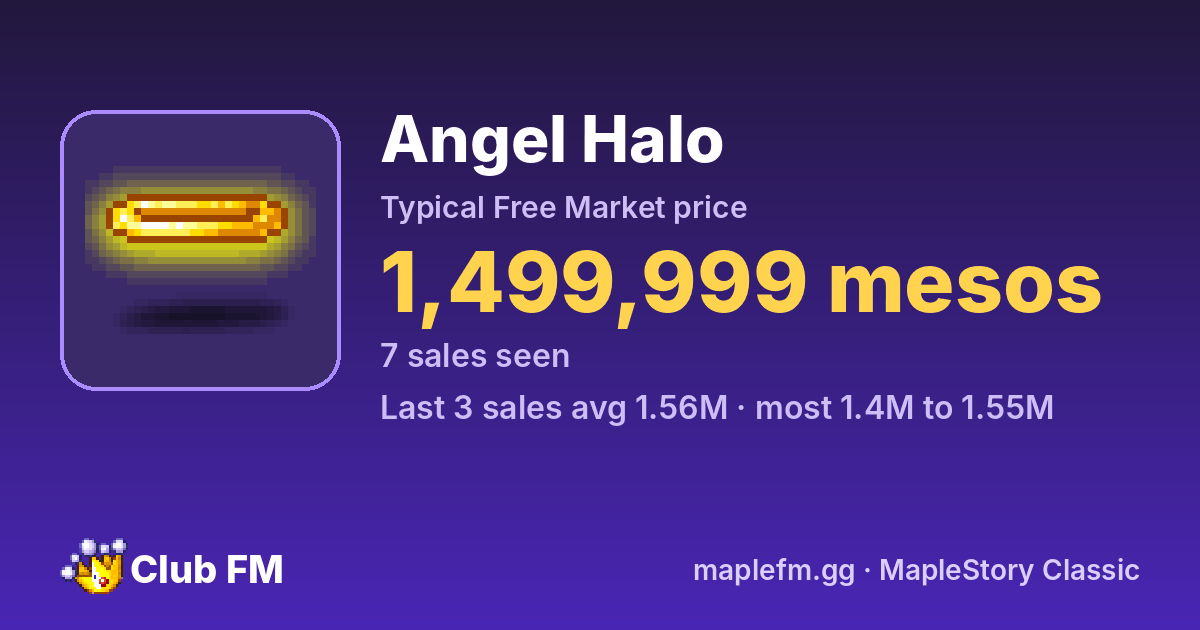 Angel Halo
Typical Free Market price
1,499,999 mesos
7 sales seen
Last 3 sales avg 1.56M · most 1.4M to 1.55M
Club FM
maplefm.gg · MapleStory Classic